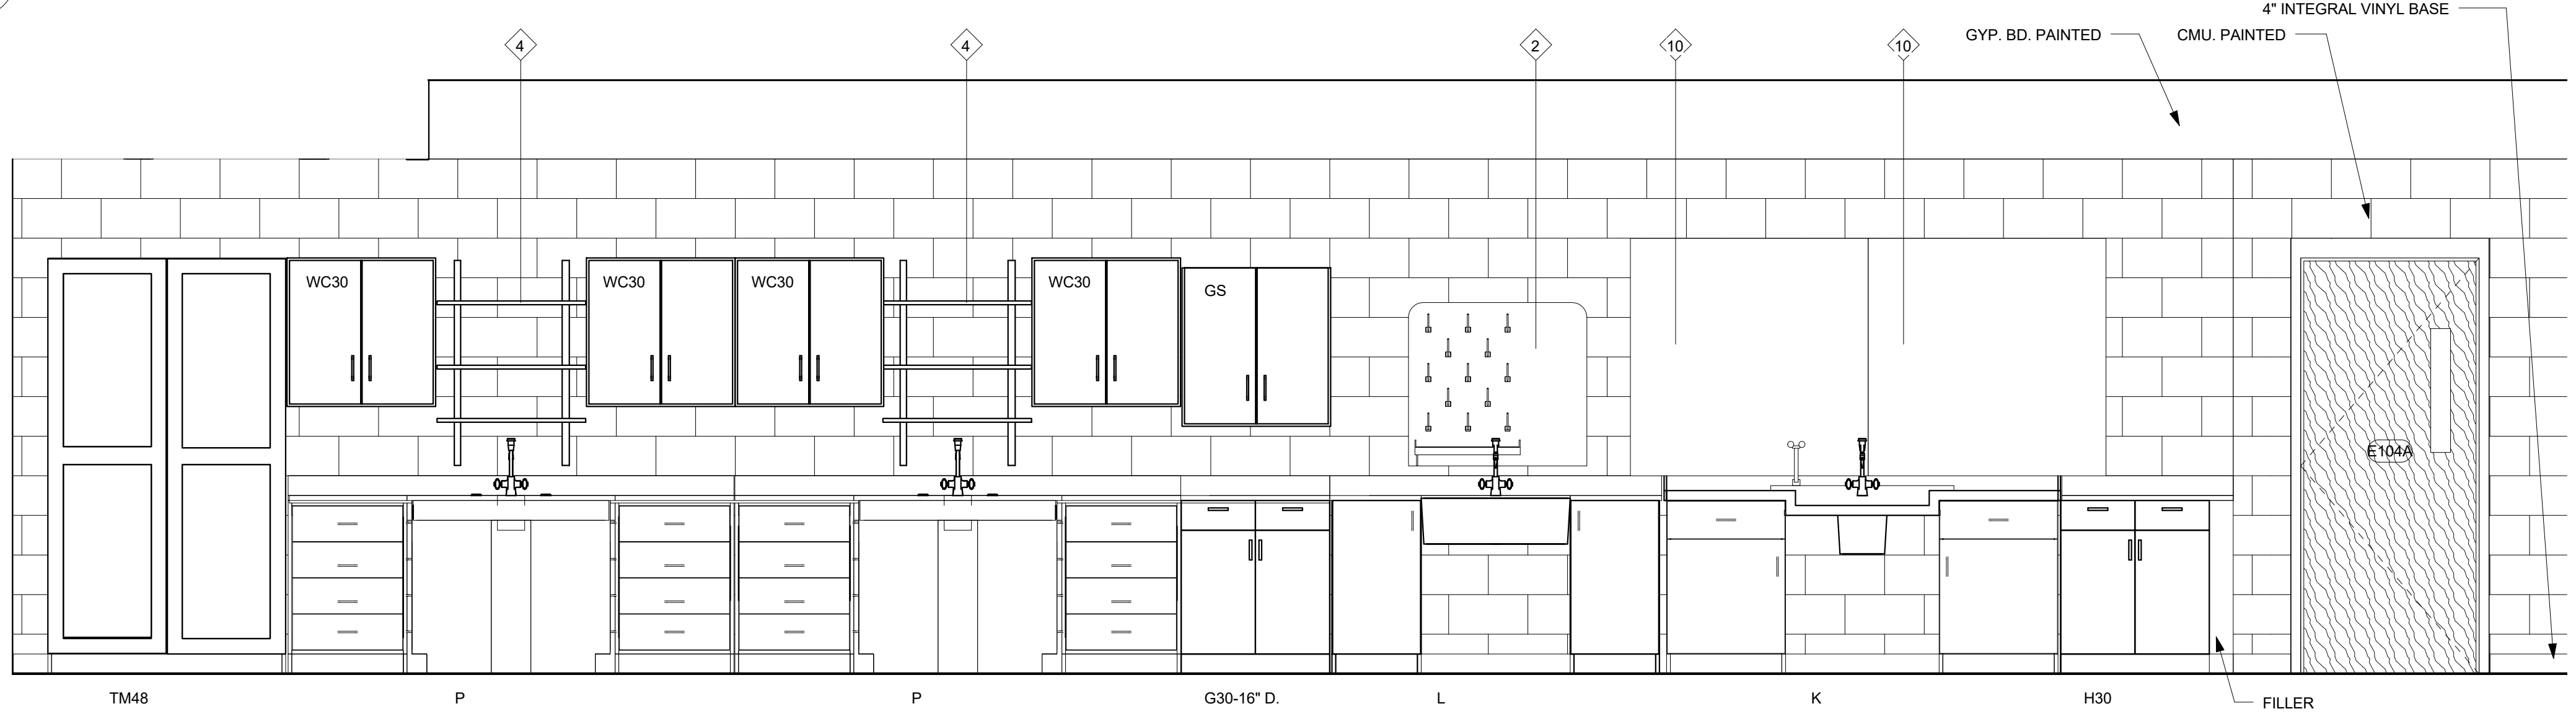 4" INTEGRAL VINYL BASE
GYP. BD. PAINTED
CMU. PAINTED
4
4
2
10
10
WC30
WC30
WC30
WC30
GS
E104A
TM48
P
P
G30-16" D.
L
K
H30
FILLER